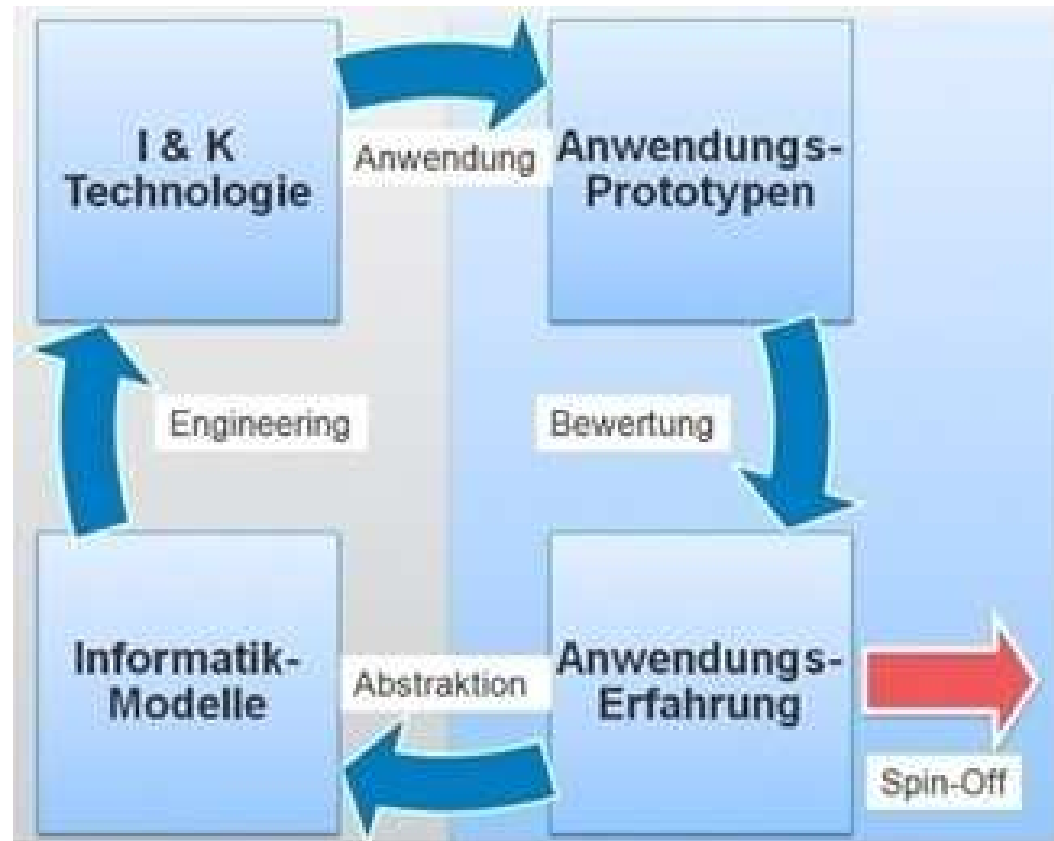 I & K
Technologie
Anwendung
Anwendungs-
Prototypen
Engineering
Bewertung
Informatik-
Modelle
Abstraktion
Anwendungs-
Erfahrung
Spin-Off